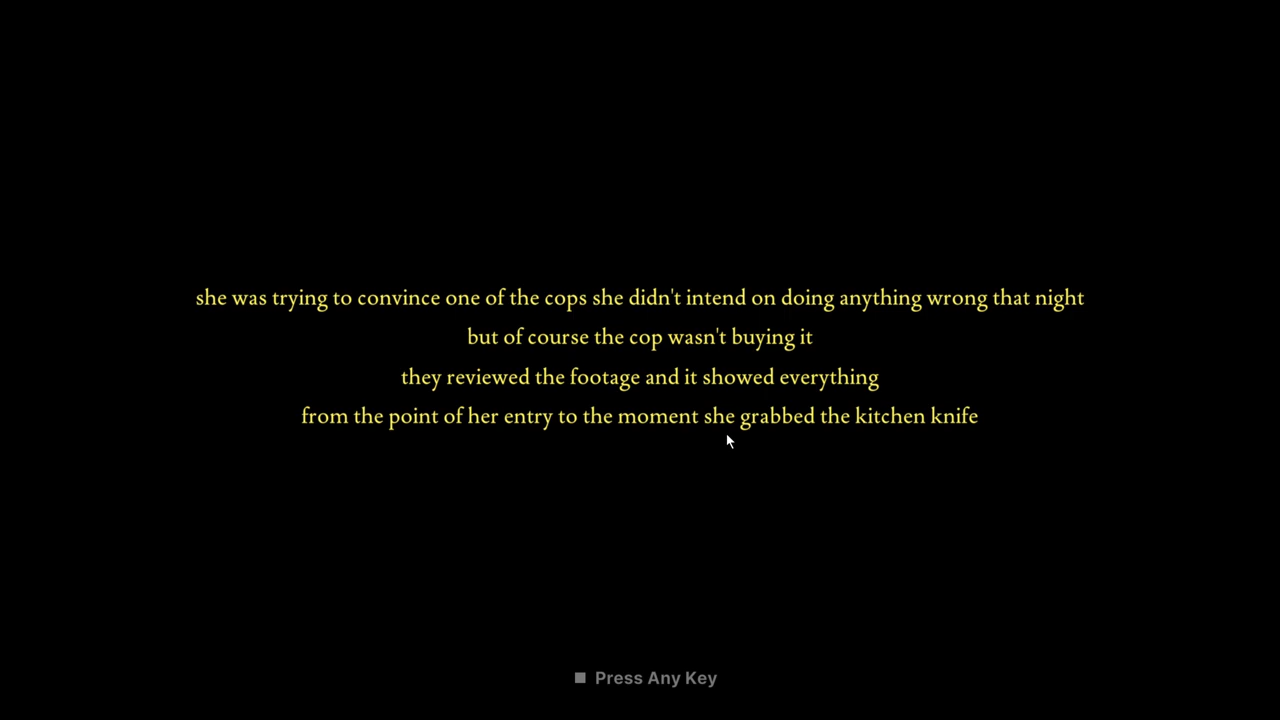 she was trying to convince one of the cops she didn't intend on doing anything wrong that night
but of course the cop wasn't buying it
they reviewed the footage and it showed everything
from the point of her entry to the moment she grabbed the kitchen knife
Press Any Key